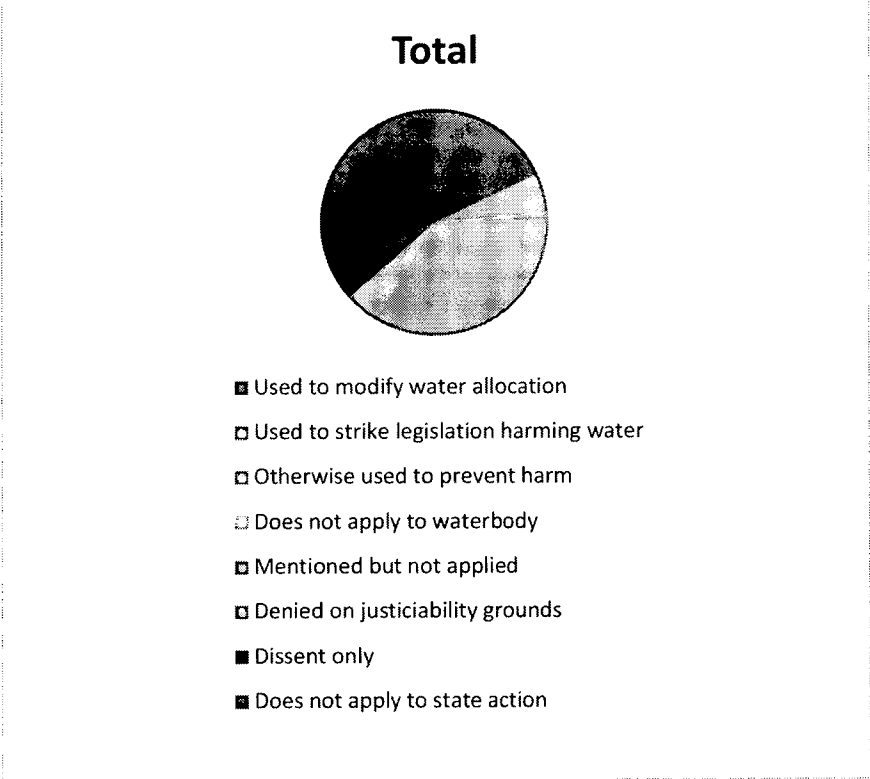 Total
Used to modify water allocation
Used to strike legislation harming water
Otherwise used to prevent harm
Does not apply to waterbody
Mentioned but not applied
Denied on justiciability grounds
Dissent only
Does not apply to state action